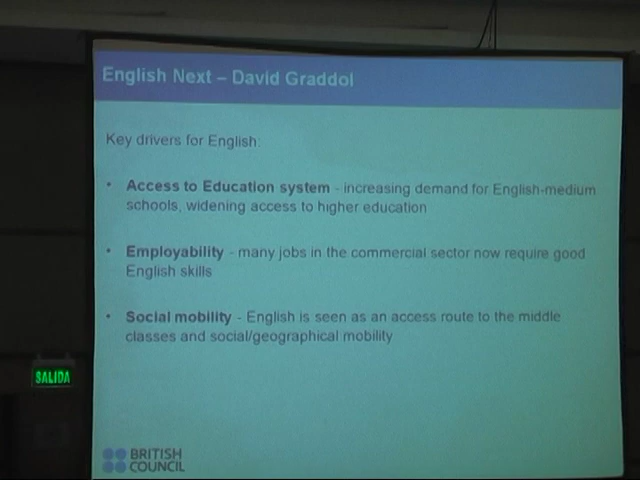 English Next – David Graddol
Key drivers for English:
• Access to Education system - increasing demand for English-medium
schools, widening access to higher education
• Employability - many jobs in the commercial sector now require good
English skills
• Social mobility - English is seen as an access route to the middle
classes and social/geographical mobility
SALIDA
BRITISH
COUNCIL